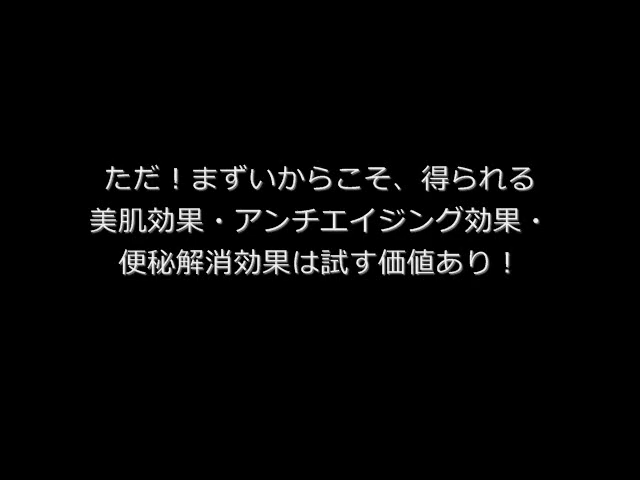 ただ！まずいからこそ、得られる
美肌効果・アンチエイジング効果・
便秘解消効果は試す価値あり！